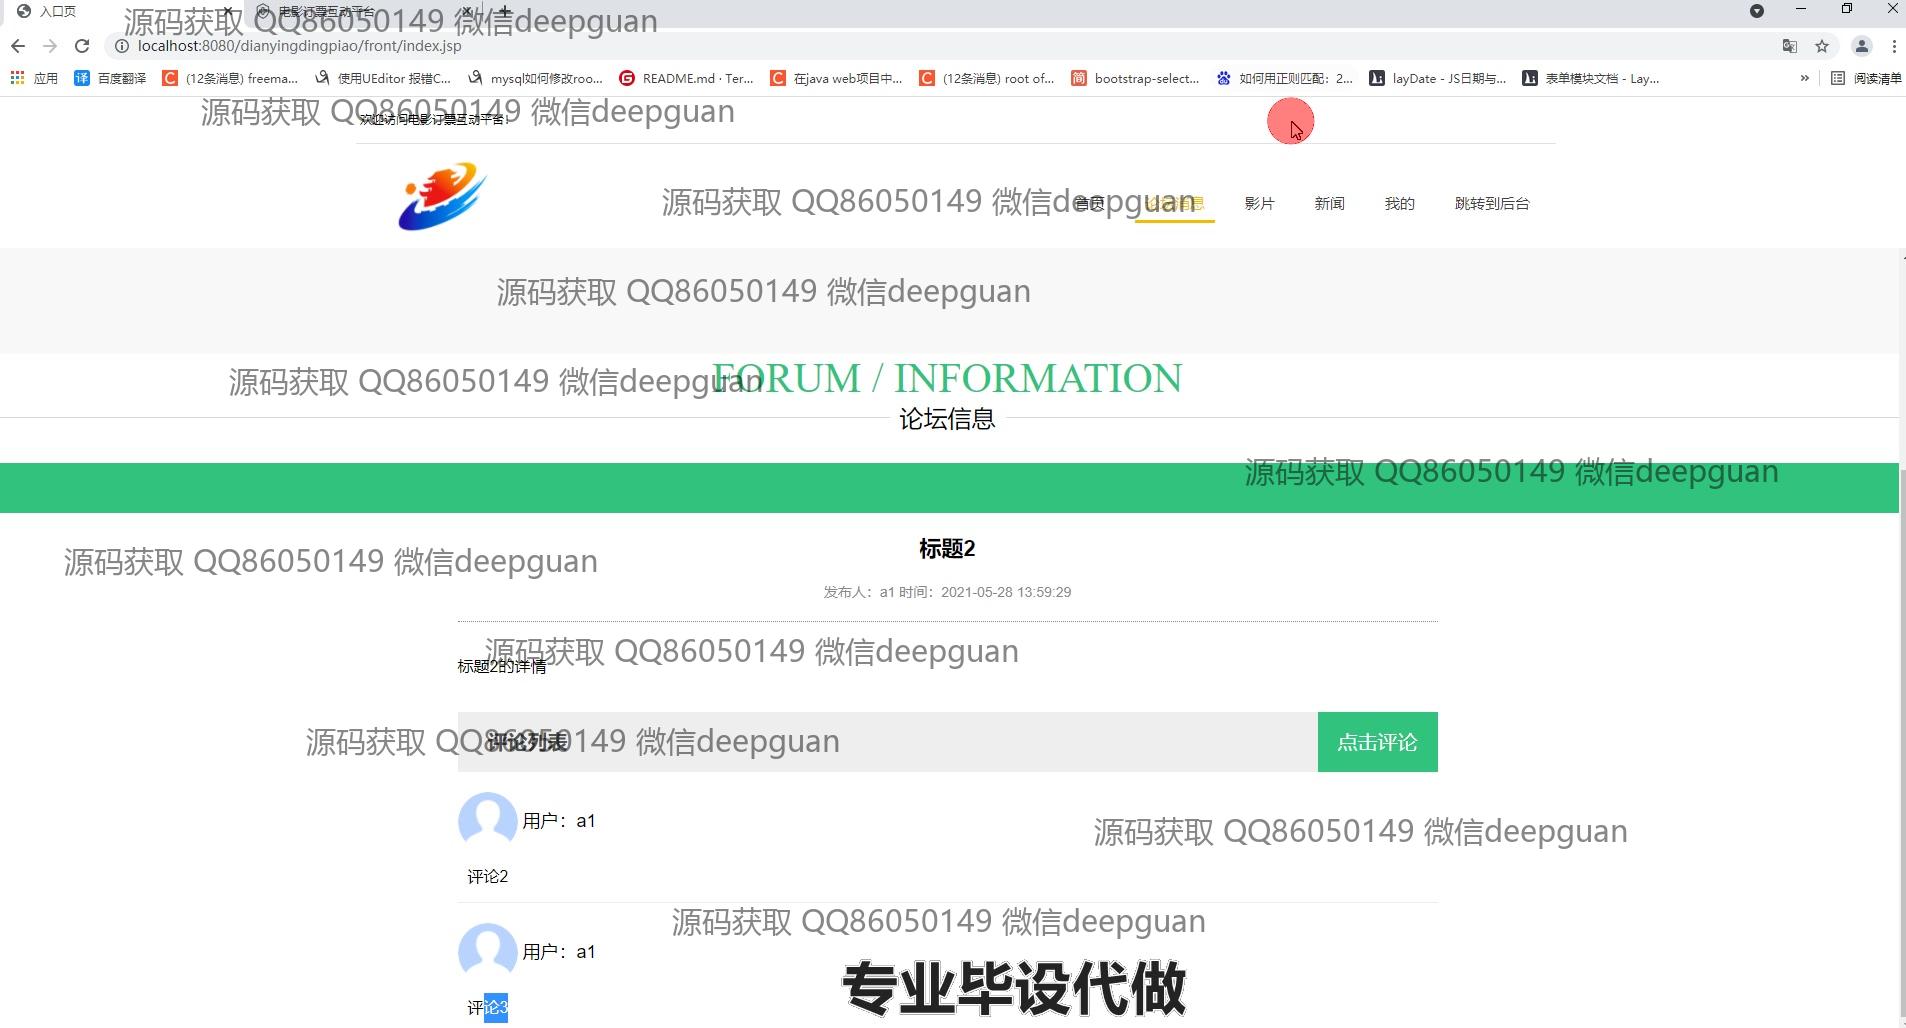 入口页
电影订票互动平台
源码获取 QQ86050149 微信deepguan
localhost:8080/dianyingdingpiao/front/index.jsp
应用
百度翻译
(12条消息) freema...
使用UEditor 报错C...
mysql如何修改roo...
README.md · Ter...
在java web项目中...
(12条消息) root of...
bootstrap-select...
如何用正则匹配：2...
layDate - JS日期与...
表单模块文档 - Lay...
»
阅读清单
源码获取 QQ86050149 微信deepguan
欢迎访问电影订票互动平台！
源码获取 QQ86050149 微信deepguan
首页
影片
新闻
我的
跳转到后台
源码获取 QQ86050149 微信deepguan
源码获取 QQ86050149 微信deepguan
FORUM / INFORMATION
论坛信息
源码获取 QQ86050149 微信deepguan
标题2
源码获取 QQ86050149 微信deepguan
发布人：a1 时间：2021-05-28 13:59:29
源码获取 QQ86050149 微信deepguan
标题2的详情
源码获取 QQ86050149 微信deepguan
评论列表
点击评论
用户：a1
源码获取 QQ86050149 微信deepguan
评论2
源码获取 QQ86050149 微信deepguan
用户：a1
专业毕设代做
评论3